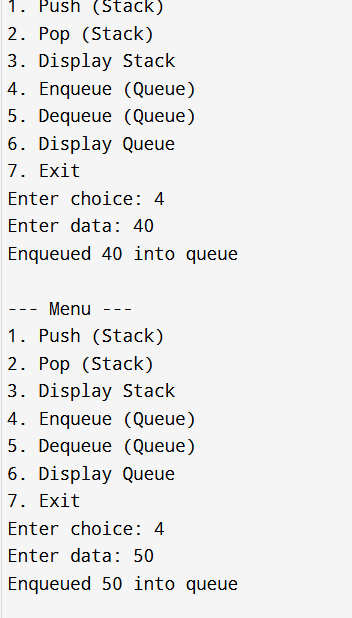 1. Push (Stack)
2. Pop (Stack)
3. Display Stack
4. Enqueue (Queue)
5. Dequeue (Queue)
6. Display Queue
7. Exit
Enter choice: 4
Enter data: 40
Enqueued 40 into queue

--- Menu ---
1. Push (Stack)
2. Pop (Stack)
3. Display Stack
4. Enqueue (Queue)
5. Dequeue (Queue)
6. Display Queue
7. Exit
Enter choice: 4
Enter data: 50
Enqueued 50 into queue